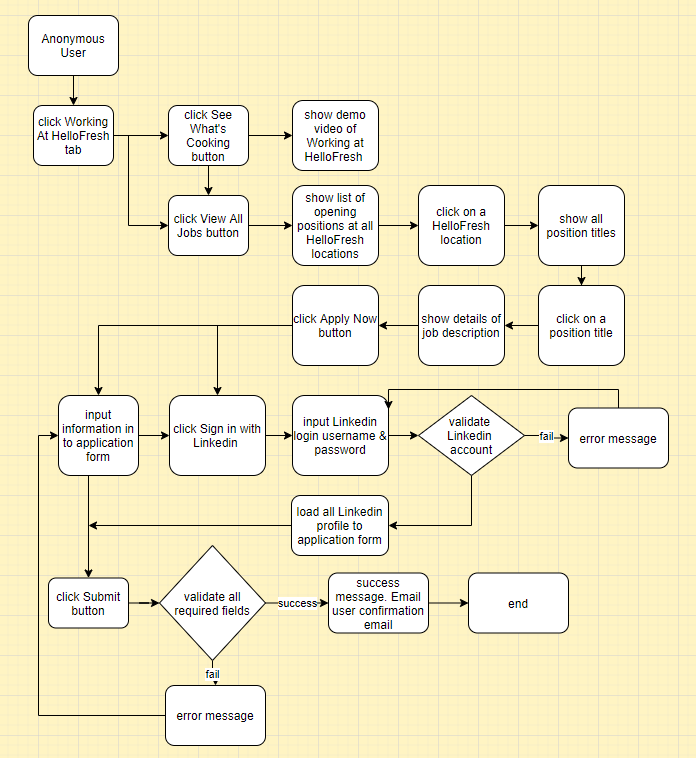 Anonymous
User
click Working
At HelloFresh
tab
click See
What's
Cooking
button
show demo
video of
Working at
HelloFresh
click View All
Jobs button
show list of
opening
positions at all
HelloFresh
locations
click on a
HelloFresh
location
show all
position titles
click on a
position title
show details of
job description
click Apply Now
button
input
information in
to application
form
click Sign in with
Linkedin
input Linkedin
login username &
password
validate
Linkedin
account
fail
error message
load all Linkedin
profile to
application form
click Submit
button
validate all
required fields
success
success
message. Email
user confirmation
email
end
fail
error message